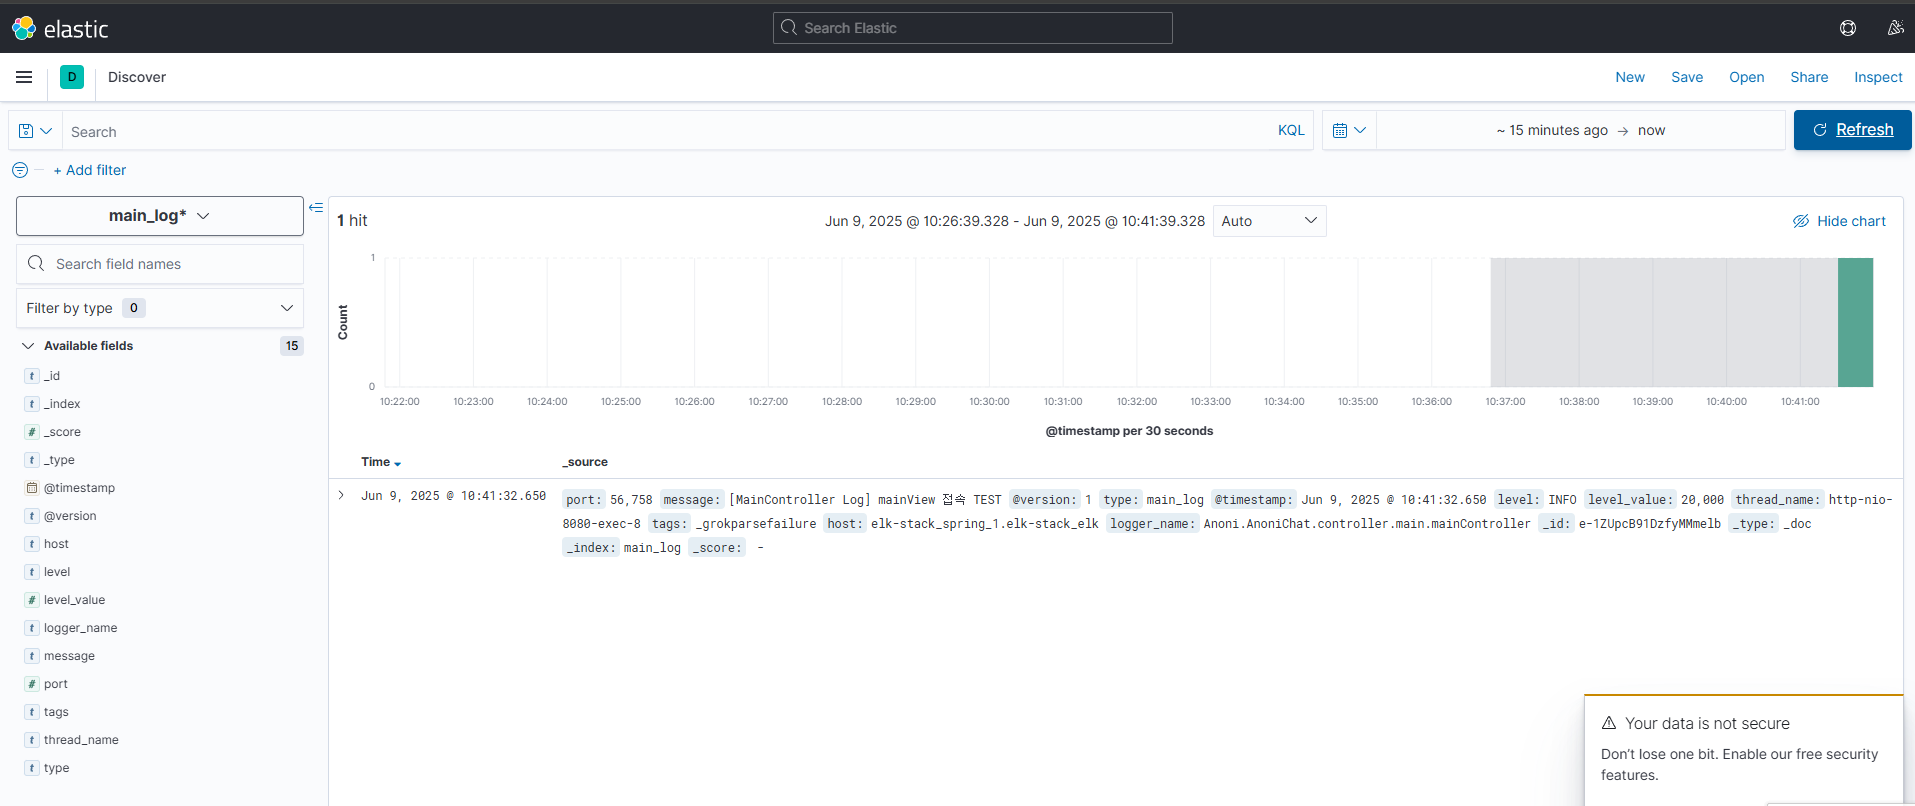 elastic
Search Elastic
D Discover New Save Open Share Inspect
Search KQL ~ 15 minutes ago → now Refresh
+ Add filter
main_log*
1 hit Jun 9, 2025 @ 10:26:39.328 - Jun 9, 2025 @ 10:41:39.328 Auto Hide chart
Search field names
Filter by type 0
Available fields 15
t _id
t _index
# _score
t _type
@timestamp
t @version
t host
t level
# level_value
t logger_name
t message
# port
t tags
t thread_name
t type
Count
1
0
10:22:00 10:23:00 10:24:00 10:25:00 10:26:00 10:27:00 10:28:00 10:29:00 10:30:00 10:31:00 10:32:00 10:33:00 10:34:00 10:35:00 10:36:00 10:37:00 10:38:00 10:39:00 10:40:00 10:41:00
@timestamp per 30 seconds
Time _source
Jun 9, 2025 @ 10:41:32.650 port: 56,758 message: [MainController Log] mainView 접속 TEST @version: 1 type: main_log @timestamp: Jun 9, 2025 @ 10:41:32.650 level: INFO level_value: 20,000 thread_name: http-nio-
8080-exec-8 tags: _grokparsefailure host: elk-stack_spring_1.elk-stack_elk logger_name: Anoni.AnoniChat.controller.main.mainController _id: e-1ZUpcB91DzfyMMmelb _type: _doc
_index: main_log _score: -
Your data is not secure
Don't lose one bit. Enable our free security
features.